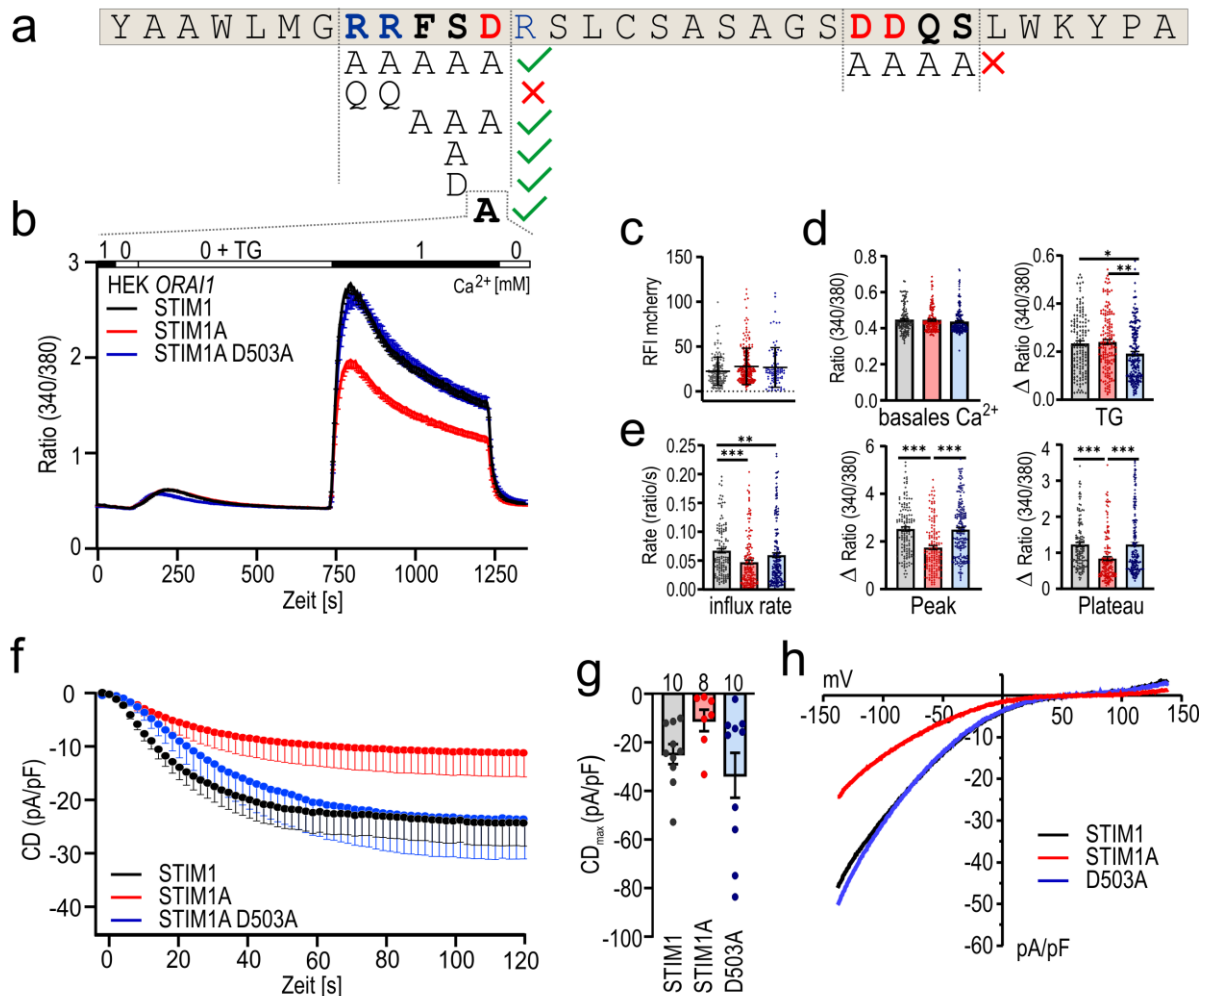 a
YAAWLMGRRFSDRSLCSASAGSDDQSLWKYPA
A A A A A A A A A
Q Q
A A A
A
D
A
b
1 0 0 + TG 1 0
Ca²⁺ [mM]
HEK ORAI1
STIM1
STIM1A
STIM1A D503A
3
2
1
0
Ratio (340/380)
0 250 500 750 1000 1250
Zeit [s]
c
RFI mcherry
150
100
50
0
d
Ratio (340/380)
0.8
0.6
0.4
0.2
0.0
basales Ca²⁺
Δ Ratio (340/380)
0.6
0.4
0.2
0.0
*
**
TG
e
Rate (ratio/s)
0.25
0.20
0.15
0.10
0.05
0.00
**
***
influx rate
Δ Ratio (340/380)
6
4
2
0
*** ***
Peak
Δ Ratio (340/380)
4
3
2
1
0
*** ***
Plateau
f
CD (pA/pF)
0
-10
-20
-30
-40
STIM1
STIM1A
STIM1A D503A
0 20 40 60 80 100 120
Zeit [s]
g
10 8 10
CDmax (pA/pF)
0
-20
-40
-60
-80
-100
STIM1
STIM1A
D503A
h
mV
-150 -100 -50 50 100 150
-10
-20
-30
-40
-50
-60
pA/pF
STIM1
STIM1A
D503A